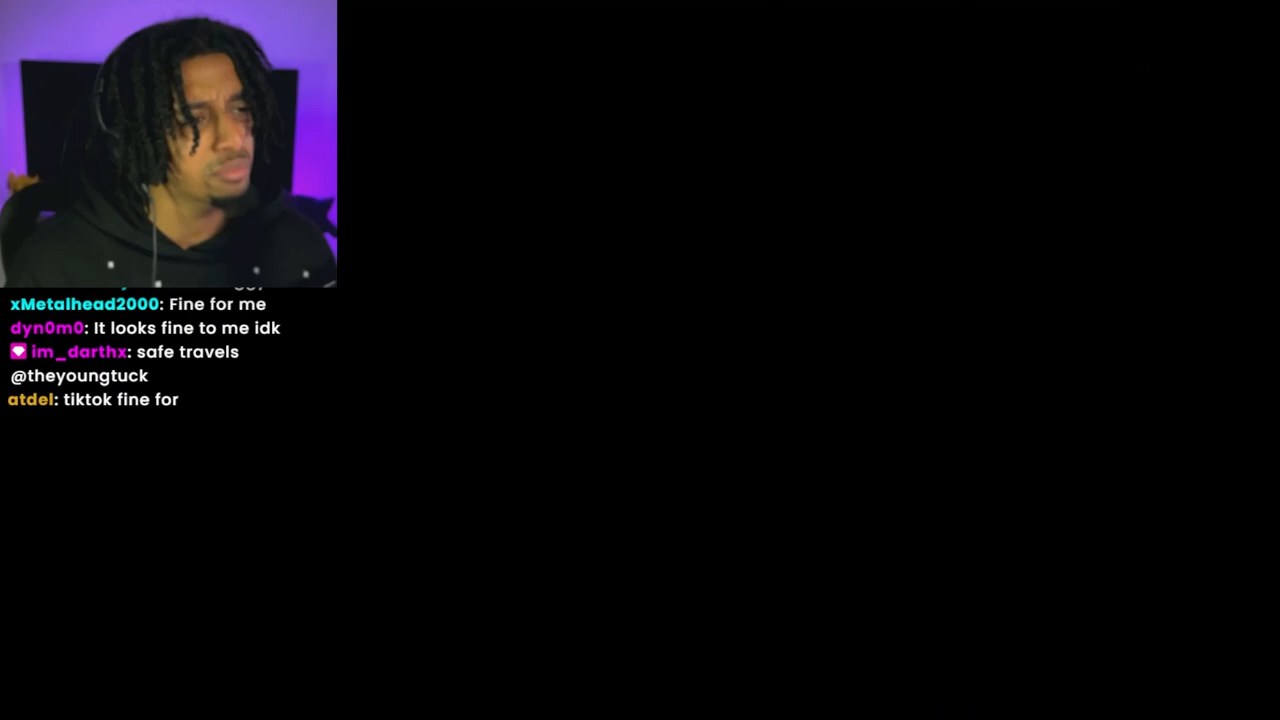 xMetalhead2000: Fine for me
dyn0m0: It looks fine to me idk
im_darthx: safe travels
@theyoungtuck
atdel: tiktok fine for